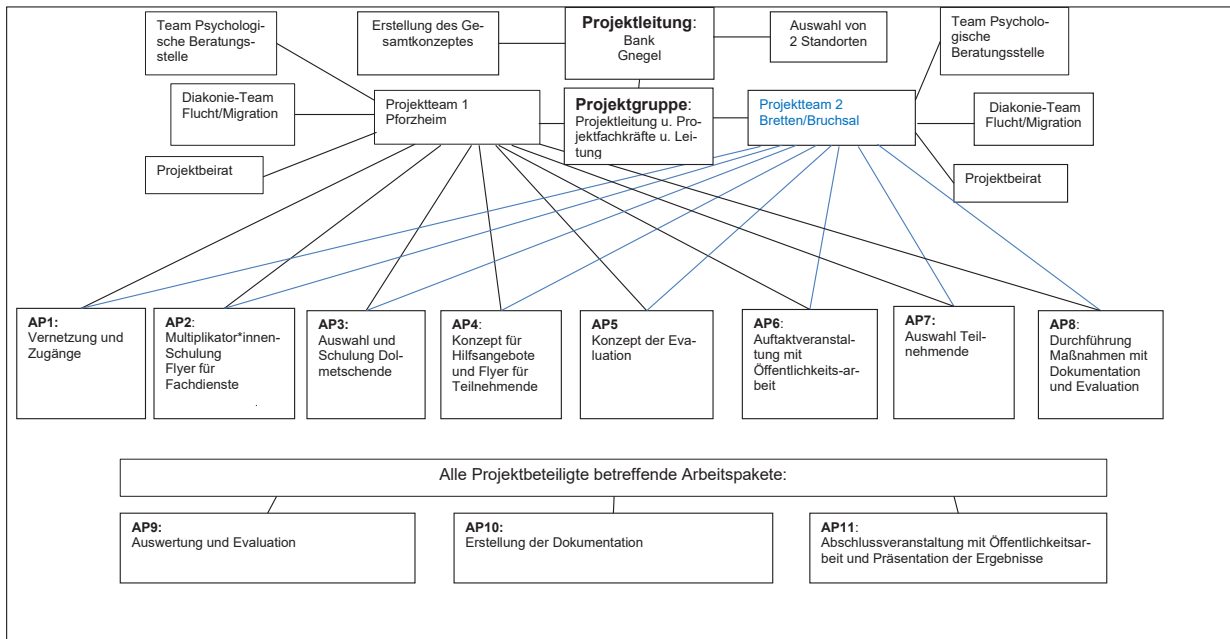 Team Psycholog-
ische Beratungs-
stelle
Erstellung des Ge-
samtkonzeptes
Projektleitung:
Bank
Gnegel
Auswahl von
2 Standorten
Team Psycholo-
gische
Beratungsstelle
Diakonie-Team
Flucht/Migration
Projektteam 1
Pforzheim
Projektgruppe:
Projektleitung u. Pro-
jektfachkräfte u. Lei-
tung
Projektteam 2
Bretten/Bruchsal
Diakonie-Team
Flucht/Migration
Projektbeirat
Projektbeirat
AP1:
Vernetzung und
Zugänge
AP2:
Multiplikator*innen-
Schulung
Flyer für
Fachdienste
.
AP3:
Auswahl und
Schulung Dol-
metschende
AP4:
Konzept für
Hilfsangebote
und Flyer für
Teilnehmende
AP5
Konzept der Eva-
luation
AP6:
Auftaktveranstal-
tung mit
Öffentlichkeits-ar-
beit
AP7:
Auswahl Teil-
nehmende
AP8:
Durchführung
Maßnahmen mit
Dokumentation
und Evaluation
Alle Projektbeteiligte betreffende Arbeitspakete:
AP9:
Auswertung und Evaluation
AP10:
Erstellung der Dokumentation
AP11:
Abschlussveranstaltung mit Öffentlichkeitsar-
beit und Präsentation der Ergebnisse